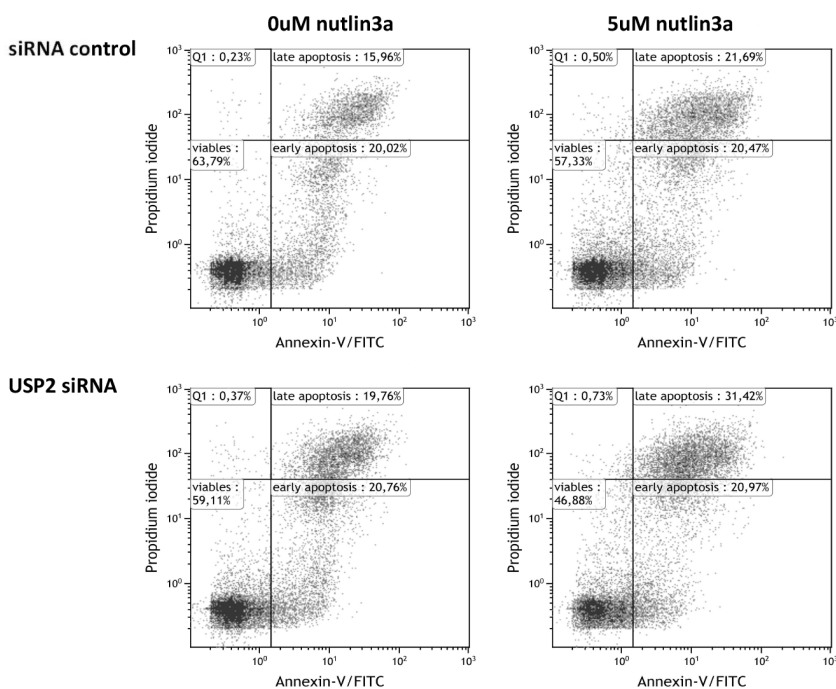 0uM nutlin3a
5uM nutlin3a
siRNA control
10³
Q1 : 0,23%
late apoptosis : 15,96%
10²
viables :
63,79%
early apoptosis : 20,02%
10¹
10⁰
Propidium iodide
10⁰
10¹
10²
10³
Annexin-V/FITC
10³
Q1 : 0,50%
late apoptosis : 21,69%
10²
viables :
57,33%
early apoptosis : 20,47%
10¹
10⁰
Propidium iodide
10⁰
10¹
10²
10³
Annexin-V/FITC
USP2 siRNA
10³
Q1 : 0,37%
late apoptosis : 19,76%
10²
viables :
59,11%
early apoptosis : 20,76%
10¹
10⁰
Propidium iodide
10⁰
10¹
10²
10³
Annexin-V/FITC
10³
Q1 : 0,73%
late apoptosis : 31,42%
10²
viables :
46,88%
early apoptosis : 20,97%
10¹
10⁰
Propidium iodide
10⁰
10¹
10²
10³
Annexin-V/FITC